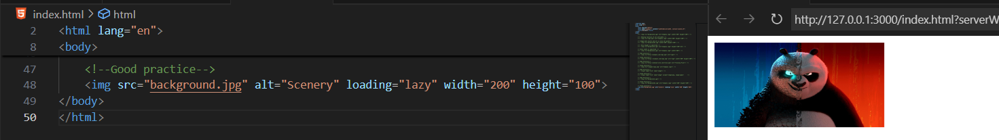 index.html > html
2 <html lang="en">
8 <body>
47 <!--Good practice-->
48 <img src="background.jpg" alt="Scenery" loading="lazy" width="200" height="100">
49 </body>
50 </html>
http://127.0.0.1:3000/index.html?serverW